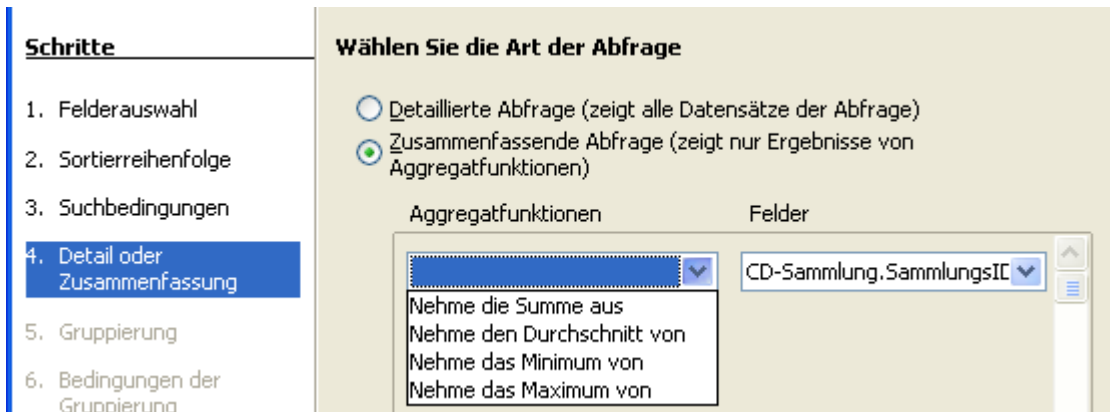 Schritte
1. Felderauswahl
2. Sortierreihenfolge
3. Suchbedingungen
4. Detail oder
Zusammenfassung
5. Gruppierung
6. Bedingungen der
Gruppierung
Wählen Sie die Art der Abfrage
Detaillierte Abfrage (zeigt alle Datensätze der Abfrage)
Zusammenfassende Abfrage (zeigt nur Ergebnisse von
Aggregatfunktionen)
Aggregatfunktionen Felder
CD-Sammlung.SammlungsID
Nehme die Summe aus
Nehme den Durchschnitt von
Nehme das Minimum von
Nehme das Maximum von